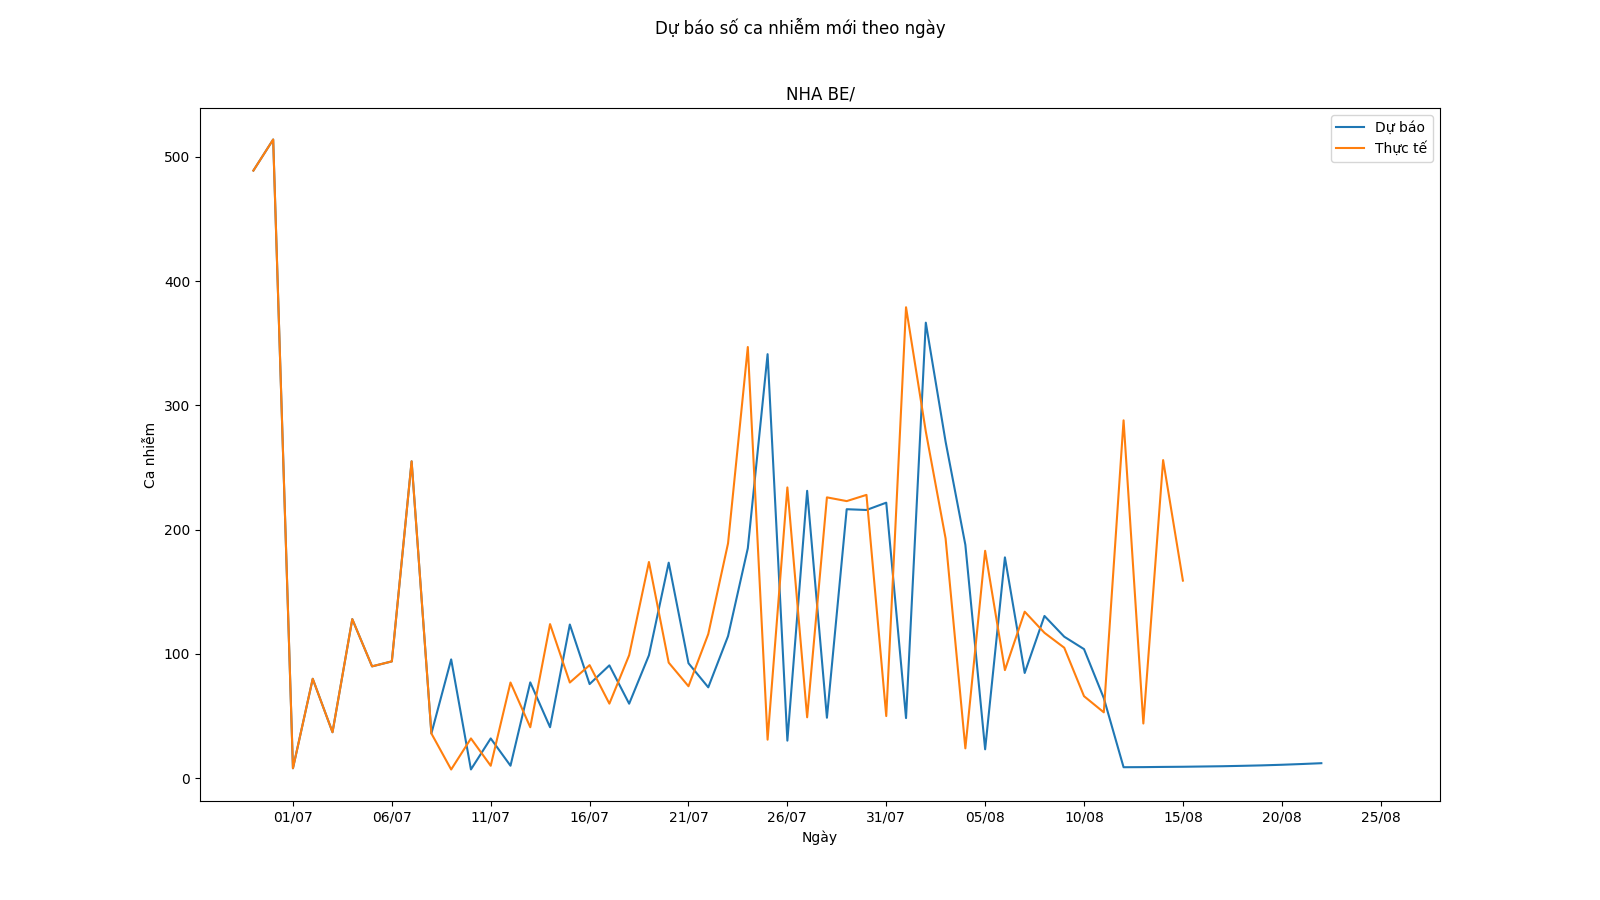 Dự báo số ca nhiễm mới theo ngày
NHA BE/
Dự báo
Thực tế
500
400
300
200
100
0
Ca nhiễm
01/07 06/07 11/07 16/07 21/07 26/07 31/07 05/08 10/08 15/08 20/08 25/08
Ngày